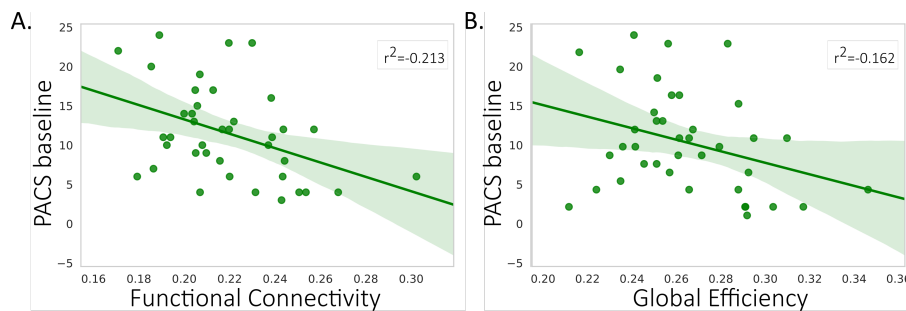 A.
25
20
15
10
5
0
−5
PACS baseline
r²=-0.213
0.16 0.18 0.20 0.22 0.24 0.26 0.28 0.30
Functional Connectivity
B.
25
20
15
10
5
0
−5
PACS baseline
r²=-0.162
0.20 0.22 0.24 0.26 0.28 0.30 0.32 0.34 0.36
Global Efficiency